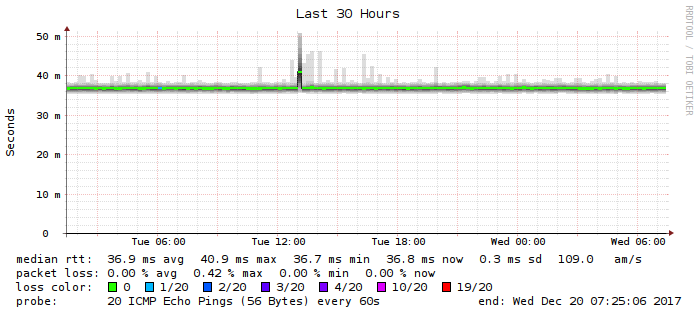 Last 30 Hours
RRDTOOL / TOBI OETIKER
Seconds
50 m
40 m
30 m
20 m
10 m
0
Tue 06:00 Tue 12:00 Tue 18:00 Wed 00:00 Wed 06:00
median rtt: 36.9 ms avg 40.9 ms max 36.7 ms min 36.8 ms now 0.3 ms sd 109.0 am/s
packet loss: 0.00 % avg 0.42 % max 0.00 % min 0.00 % now
loss color: 0 1/20 2/20 3/20 4/20 10/20 19/20
probe: 20 ICMP Echo Pings (56 Bytes) every 60s end: Wed Dec 20 07:25:06 2017